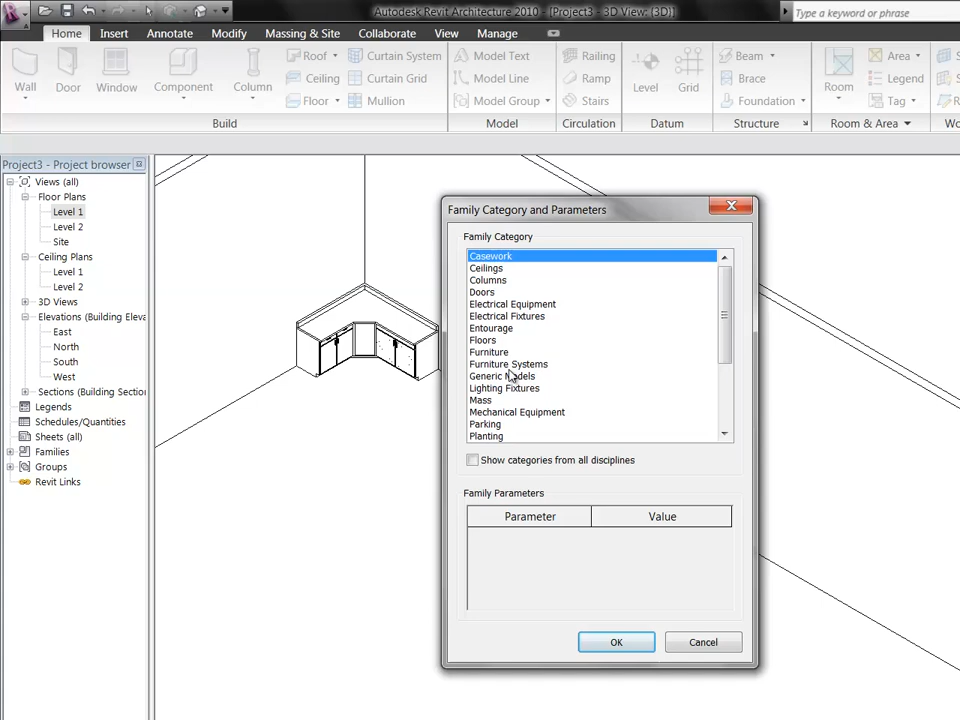 Autodesk Revit Architecture 2010 - [Project3 - 3D View: {3D}]
Type a keyword or phrase
Home Insert Annotate Modify Massing & Site Collaborate View Manage
Wall Door Window Component Column
Roof Curtain System
Ceiling Curtain Grid
Floor Mullion
Model Text
Model Line
Model Group
Railing
Ramp
Stairs
Level Grid
Beam
Brace
Foundation
Room
Area
Legend
Tag
Build Model Circulation Datum Structure Room & Area
Project3 - Project browser
Views (all)
Floor Plans
Level 1
Level 2
Site
Ceiling Plans
Level 1
Level 2
3D Views
Elevations (Building Eleva
East
North
South
West
Sections (Building Section
Legends
Schedules/Quantities
Sheets (all)
Families
Groups
Revit Links
Family Category and Parameters
Family Category
Casework
Ceilings
Columns
Doors
Electrical Equipment
Electrical Fixtures
Entourage
Floors
Furniture
Furniture Systems
Generic Models
Lighting Fixtures
Mass
Mechanical Equipment
Parking
Planting
Show categories from all disciplines
Family Parameters
Parameter Value
OK Cancel